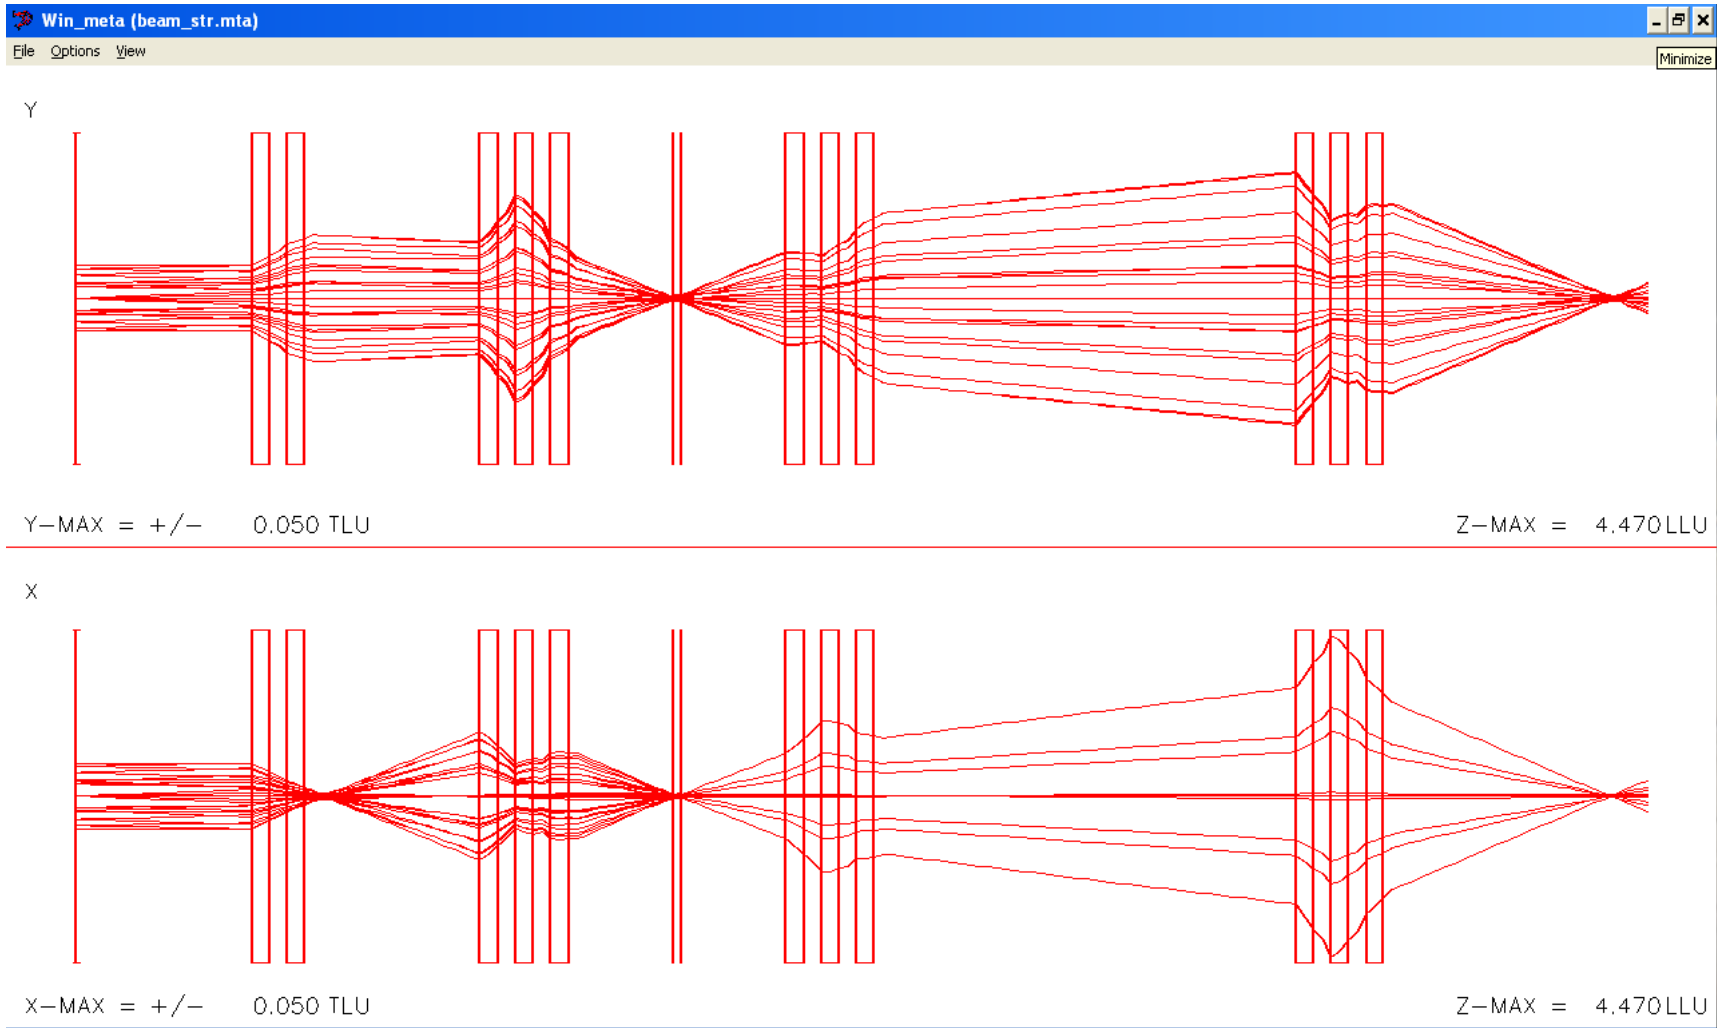 Win_meta (beam_str.mta)
File Options View
Minimize
Y
Y-MAX = +/- 0.050 TLU Z-MAX = 4.470 LLU
X
X-MAX = +/- 0.050 TLU Z-MAX = 4.470 LLU